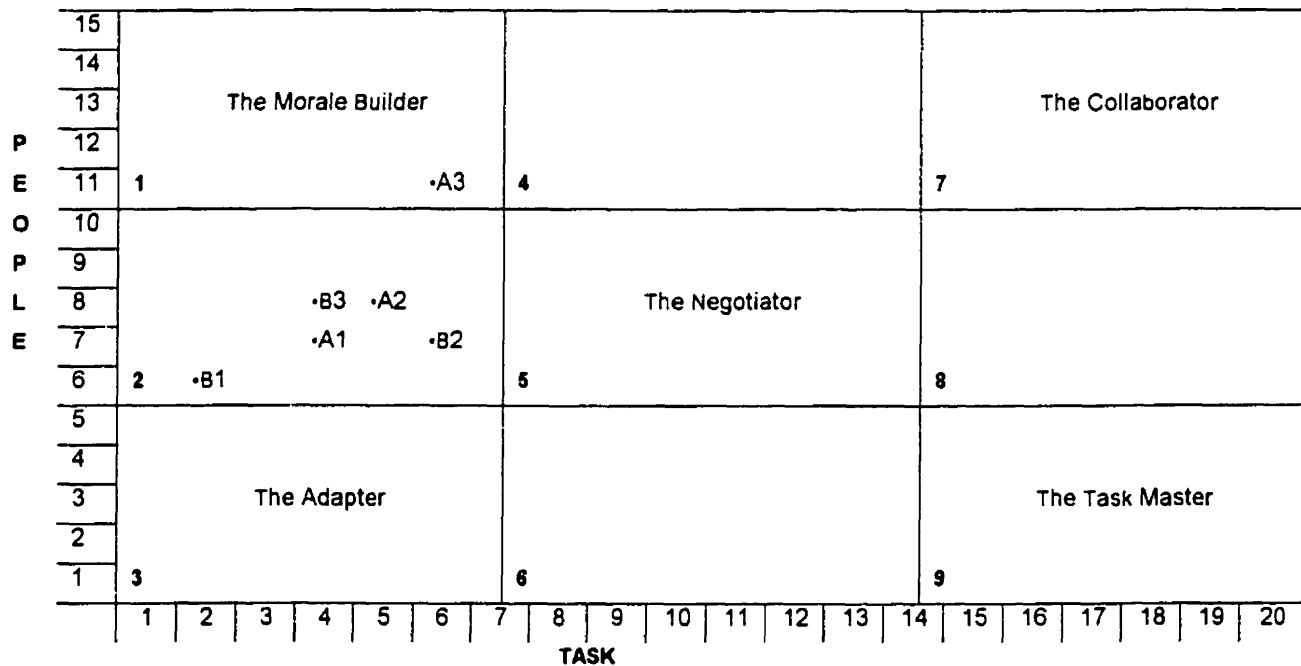 15
14
13 The Morale Builder The Collaborator
P 12
E 11 1 •A3 4 7
O 10
P 9
L 8 •B3 •A2 The Negotiator
E 7 •A1 •B2
6 2 •B1 5 8
5
4
3 The Adapter The Task Master
2
1 3 6 9
1 2 3 4 5 6 7 8 9 10 11 12 13 14 15 16 17 18 19 20
TASK